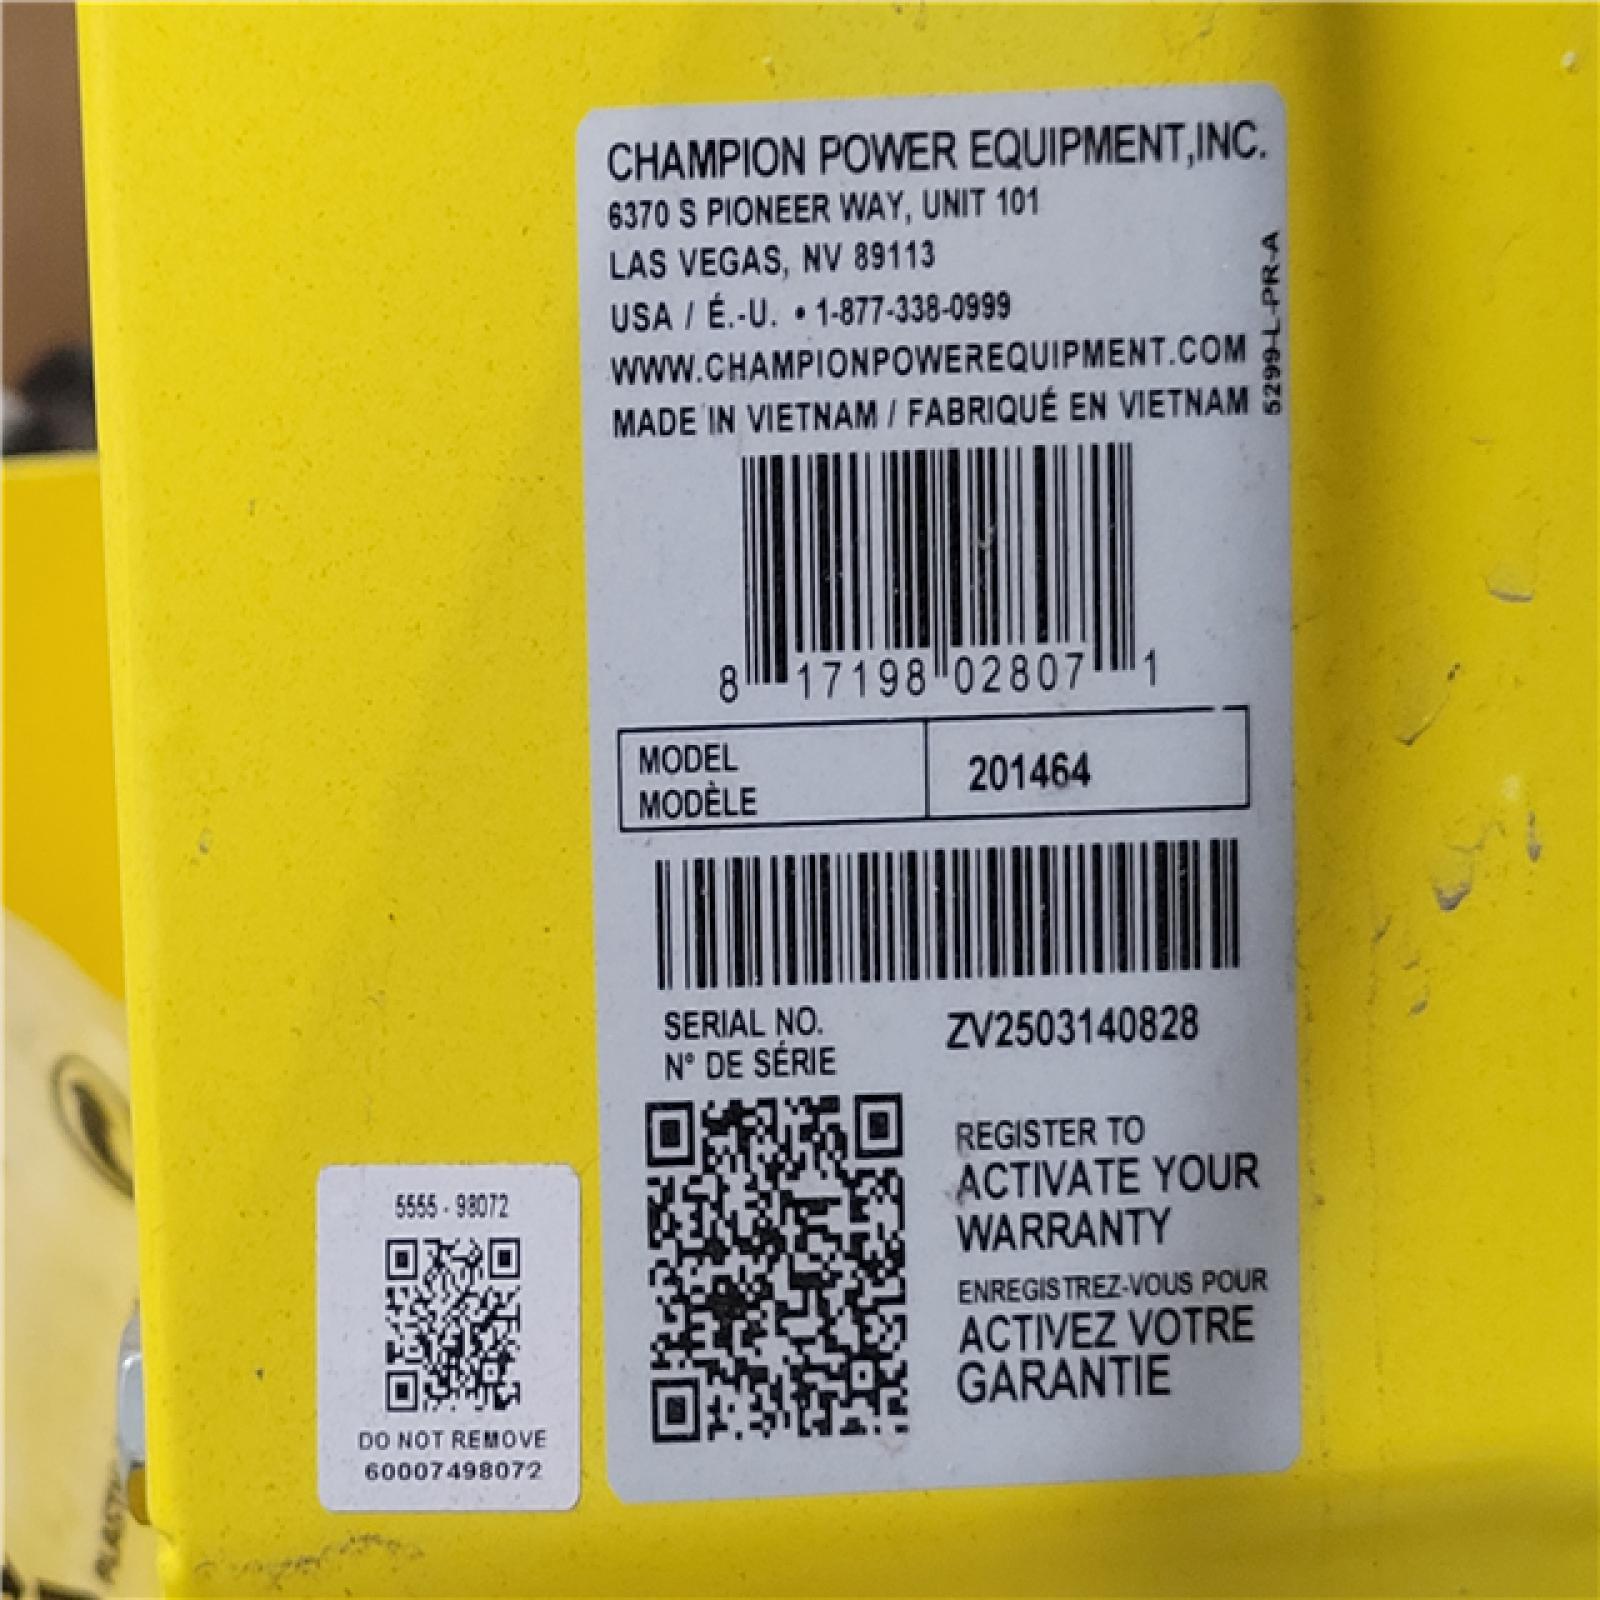 CHAMPION POWER EQUIPMENT,INC.
6370 S PIONEER WAY, UNIT 101
LAS VEGAS, NV 89113
USA / É.-U. • 1-877-338-0999
WWW.CHAMPIONPOWEREQUIPMENT.COM
MADE IN VIETNAM / FABRIQUÉ EN VIETNAM
5299-L-PR-A
8 17198 02807 1
MODEL 201464
MODÈLE
SERIAL NO. ZV2503140828
N° DE SÉRIE
REGISTER TO
ACTIVATE YOUR
WARRANTY
ENREGISTREZ-VOUS POUR
ACTIVEZ VOTRE
GARANTIE
5555 - 98072
DO NOT REMOVE
60007498072